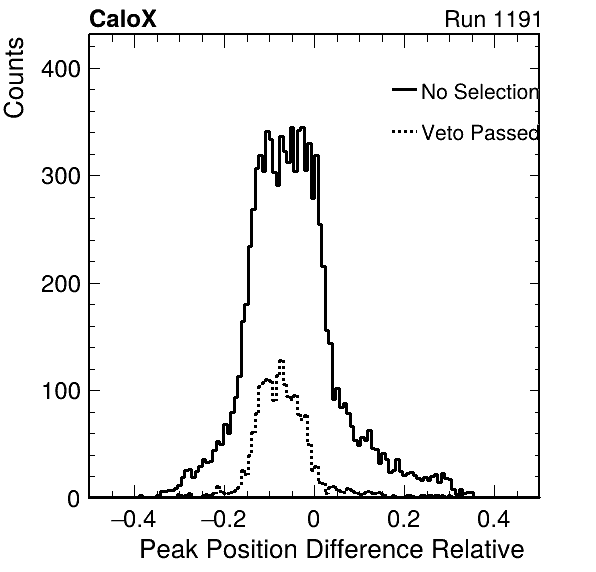 CaloX Run 1191
Counts
400
No Selection
Veto Passed
300
200
100
0
−0.4 −0.2 0 0.2 0.4
Peak Position Difference Relative